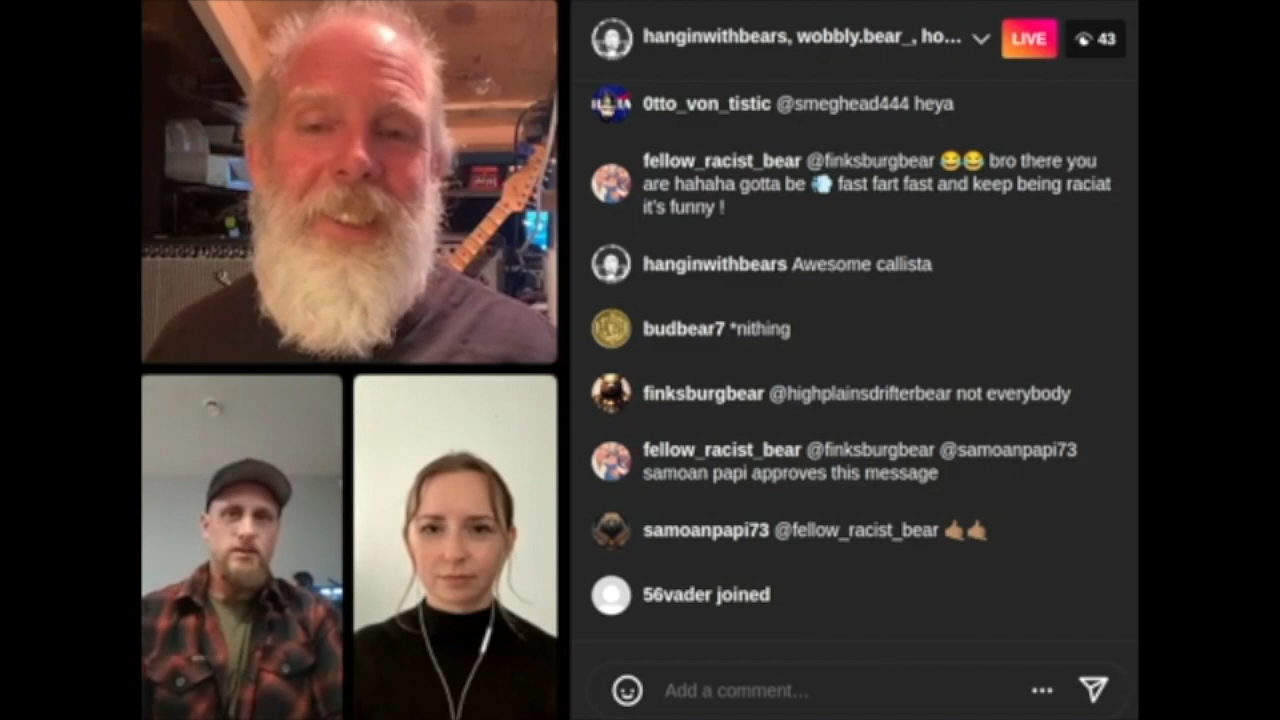 hanginwithbears, wobbly.bear_, ho...
LIVE
43
0tto_von_tistic @smeghead444 heya
fellow_racist_bear @finksburgbear 😂😂 bro there you
are hahaha gotta be 💨 fast fart fast and keep being raciat
it's funny !
hanginwithbears Awesome callista
budbear7 *nithing
finksburgbear @highplainsdrifterbear not everybody
fellow_racist_bear @finksburgbear @samoanpapi73
samoan papi approves this message
samoanpapi73 @fellow_racist_bear 🤙🏽🤙🏽
56vader joined
Add a comment...